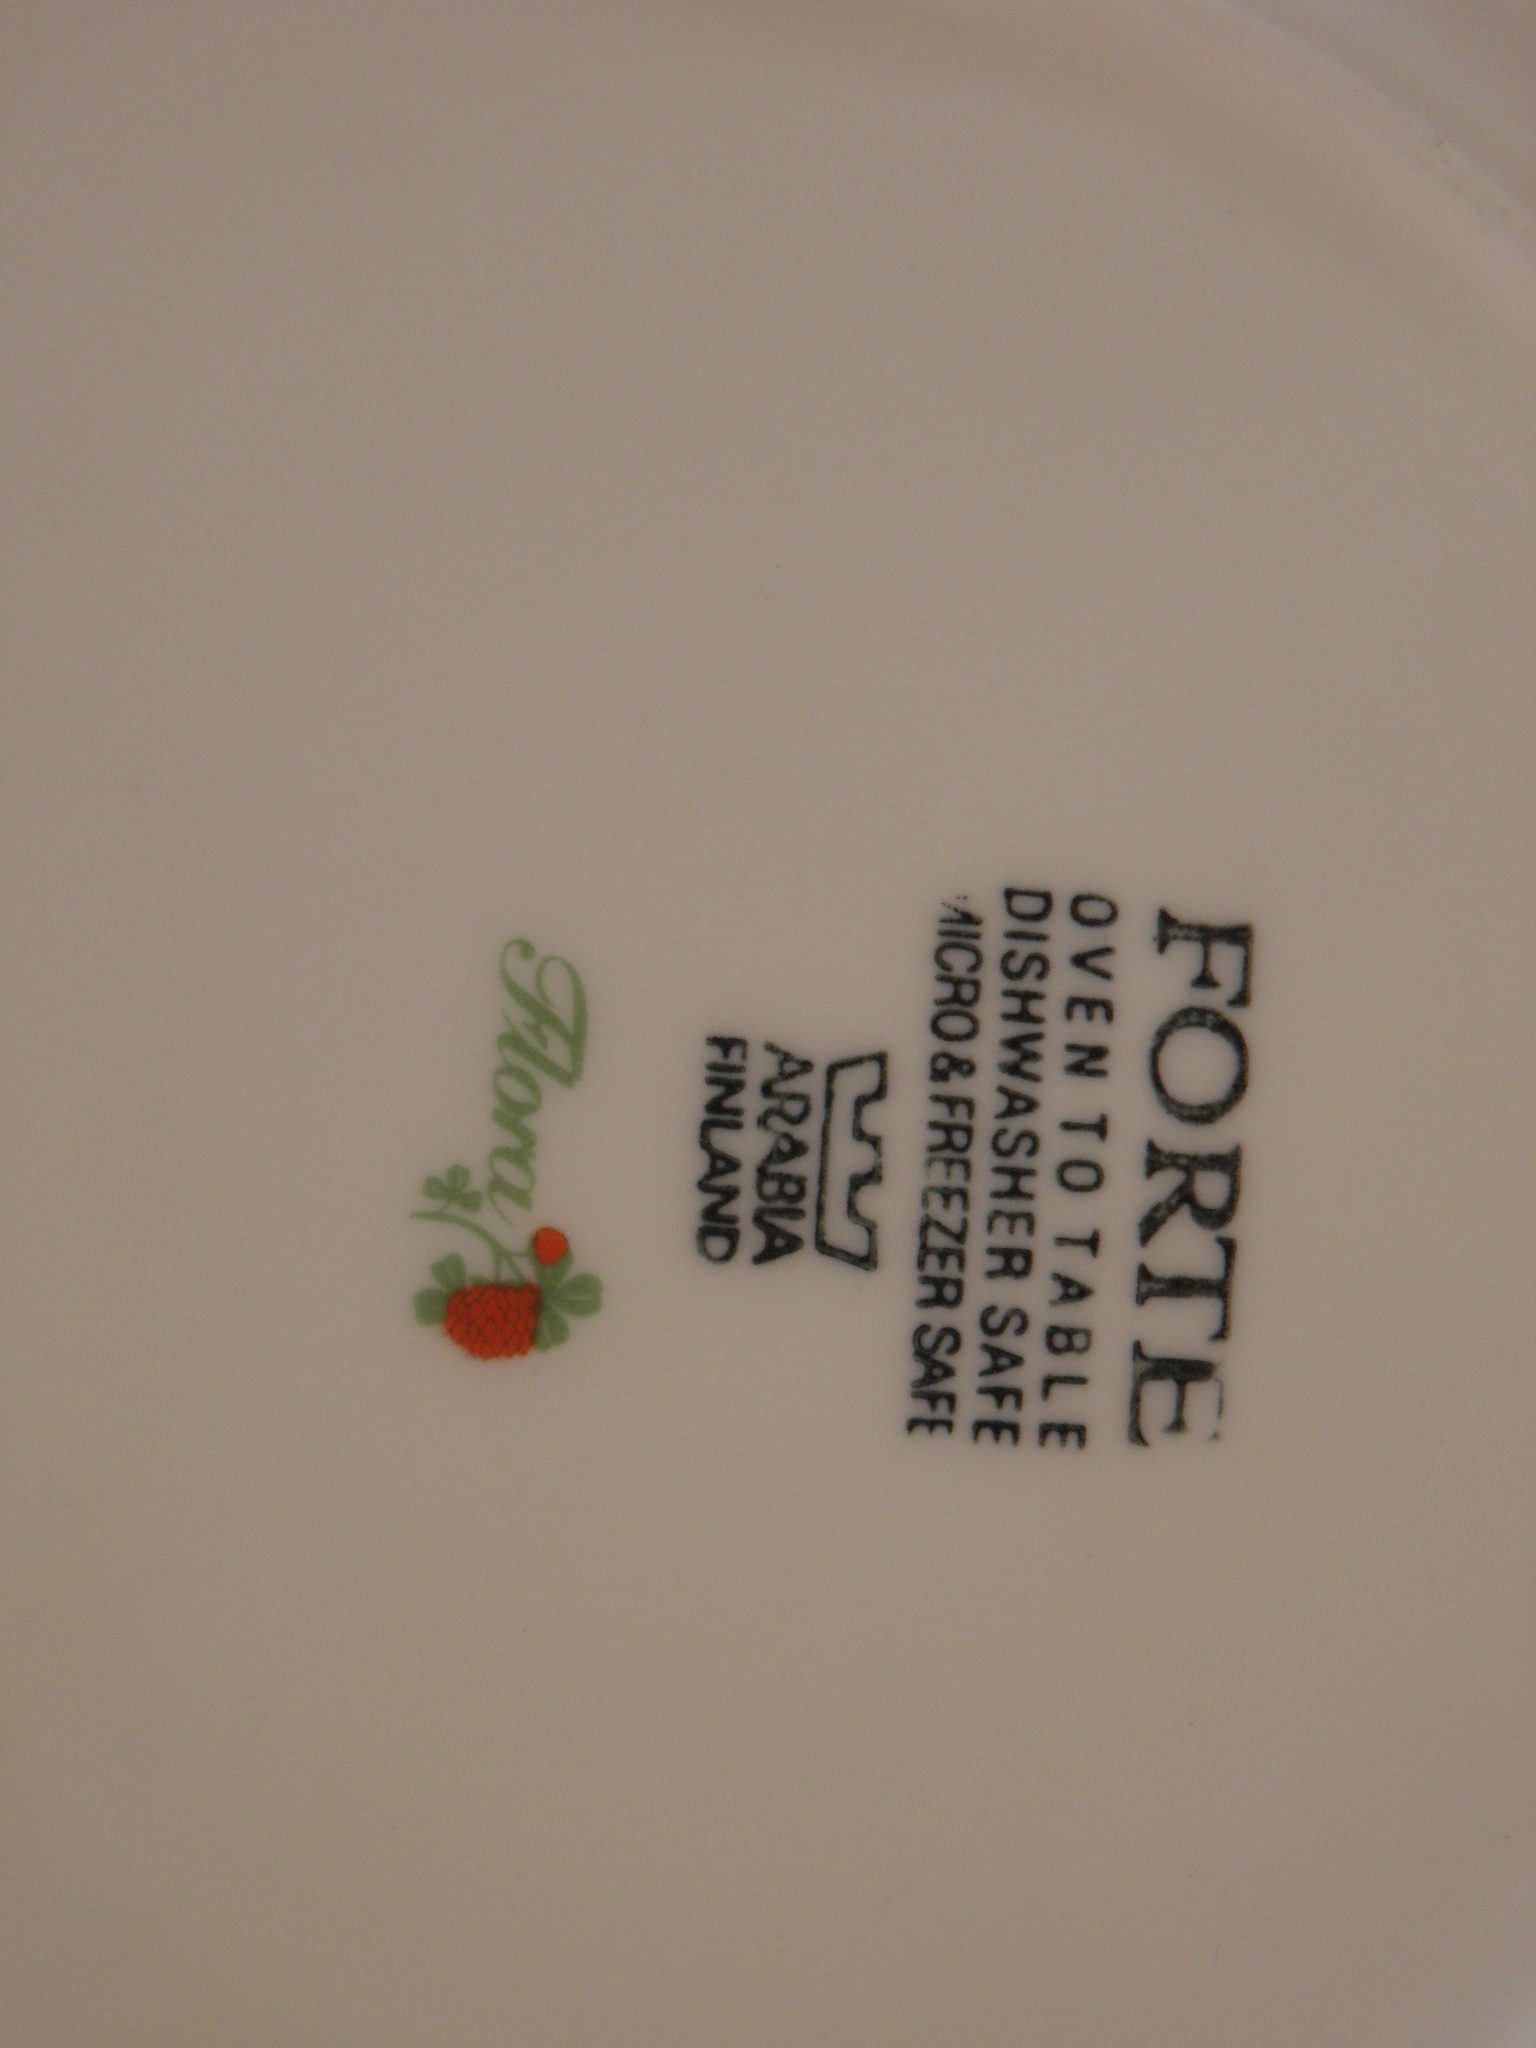 FORTE
OVEN TO TABLE
DISHWASHER SAFE
MICRO & FREEZER SAFE
ARABIA
FINLAND
Flora